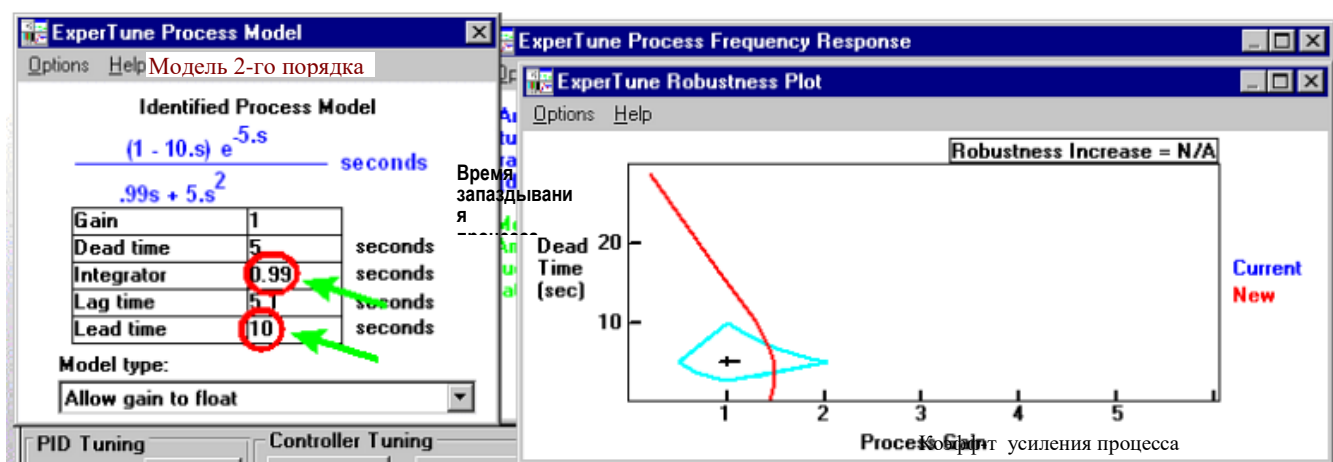 ExperTune Process Model
Options Help Модель 2-го порядка
Identified Process Model
(1 - 10.s) e^-5.s
seconds
.99s + 5.s^2
Gain 1
Dead time 5 seconds
Integrator 0.99 seconds
Lag time 5 seconds
Lead time 10 seconds
Model type:
Allow gain to float
PID Tuning
Controller Tuning
ExperTune Process Frequency Response
ExperTune Robustness Plot
Options Help
Robustness Increase = N/A
Время
запаздывани
я
Dead
Time
(sec)
20
10
Current
New
1 2 3 4 5
Process Gain
усиления процесса